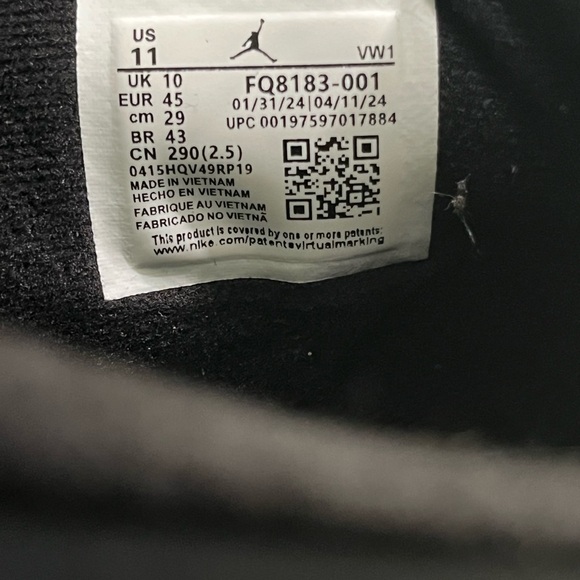 US
11
VW1
UK 10
EUR 45
cm 29
BR 43
CN 290(2.5)
0415HQV49RP19
MADE IN VIETNAM
HECHO EN VIETNAM
FABRIQUE AU VIETNAM
FABRICADO NO VIETNÃ
FQ8183-001
01/31/24|04/11/24
UPC 00197597017884
This product is covered by one or more patents:
www.nike.com/patentsvirtualmarking